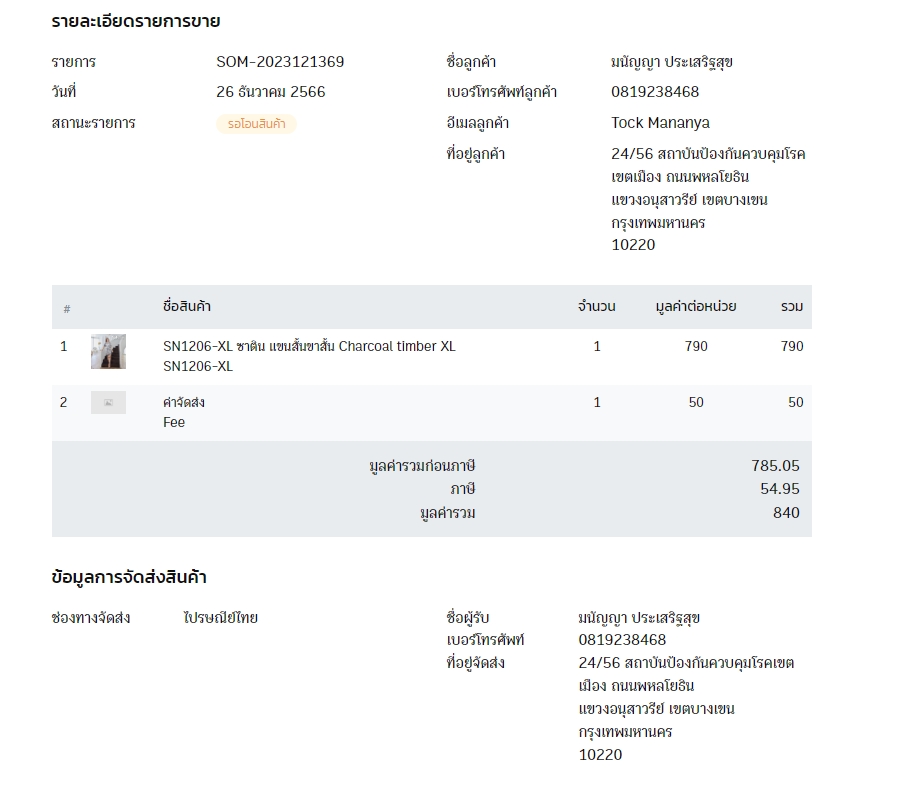 รายละเอียดรายการขาย
รายการ SOM-2023121369
วันที่ 26 ธันวาคม 2566
สถานะรายการ รอโอนสินค้า
ชื่อลูกค้า มนัญญา ประเสริฐสุข
เบอร์โทรศัพท์ลูกค้า 0819238468
อีเมลลูกค้า Tock Mananya
ที่อยู่ลูกค้า 24/56 สถาบันป้องกันควบคุมโรค
เขตเมือง ถนนพหลโยธิน
แขวงอนุสาวรีย์ เขตบางเขน
กรุงเทพมหานคร
10220
# ชื่อสินค้า จำนวน มูลค่าต่อหน่วย รวม
1 SN1206-XL ซาติน แขนสั้นขาสั้น Charcoal timber XL 1 790 790
SN1206-XL
2 ค่าจัดส่ง 1 50 50
Fee
มูลค่ารวมก่อนภาษี 785.05
ภาษี 54.95
มูลค่ารวม 840
ข้อมูลการจัดส่งสินค้า
ช่องทางจัดส่ง ไปรษณีย์ไทย
ชื่อผู้รับ มนัญญา ประเสริฐสุข
เบอร์โทรศัพท์ 0819238468
ที่อยู่จัดส่ง 24/56 สถาบันป้องกันควบคุมโรคเขต
เมือง ถนนพหลโยธิน
แขวงอนุสาวรีย์ เขตบางเขน
กรุงเทพมหานคร
10220